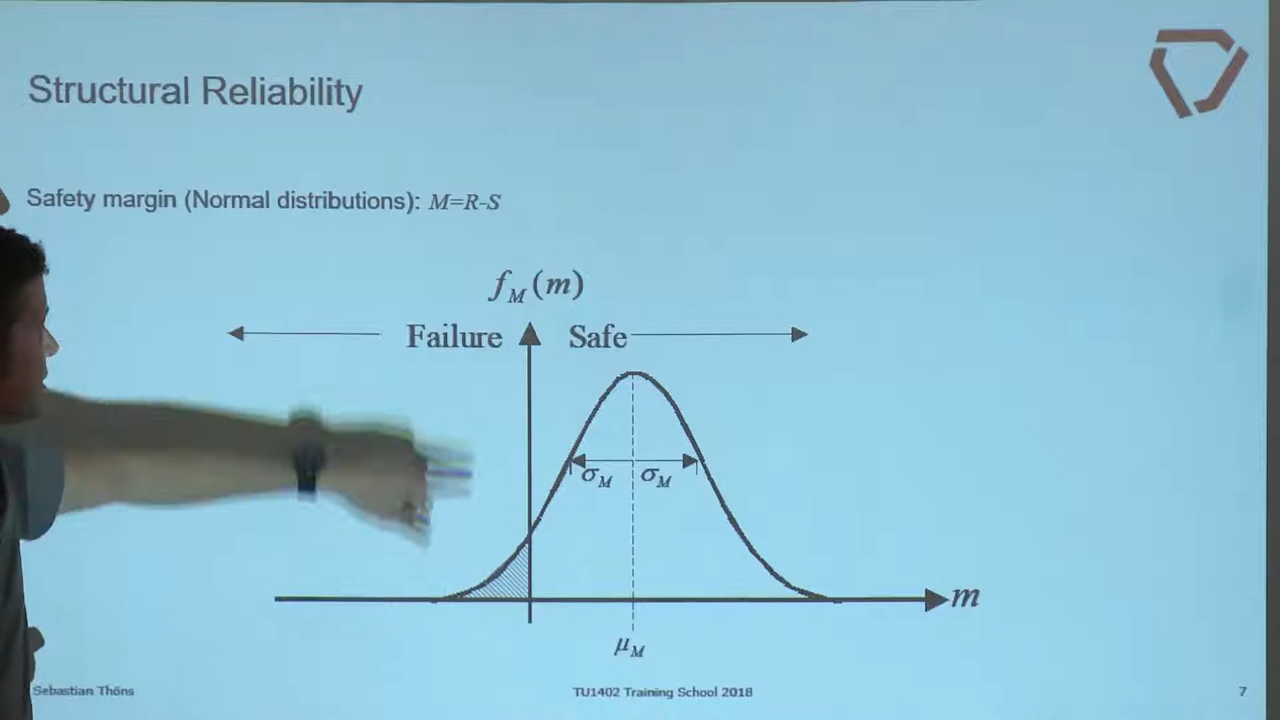 Structural Reliability
Safety margin (Normal distributions): M=R-S
f_M(m)
Failure Safe
σ_M σ_M
m
μ_M
Sebastian Thöns TU1402 Training School 2018 7